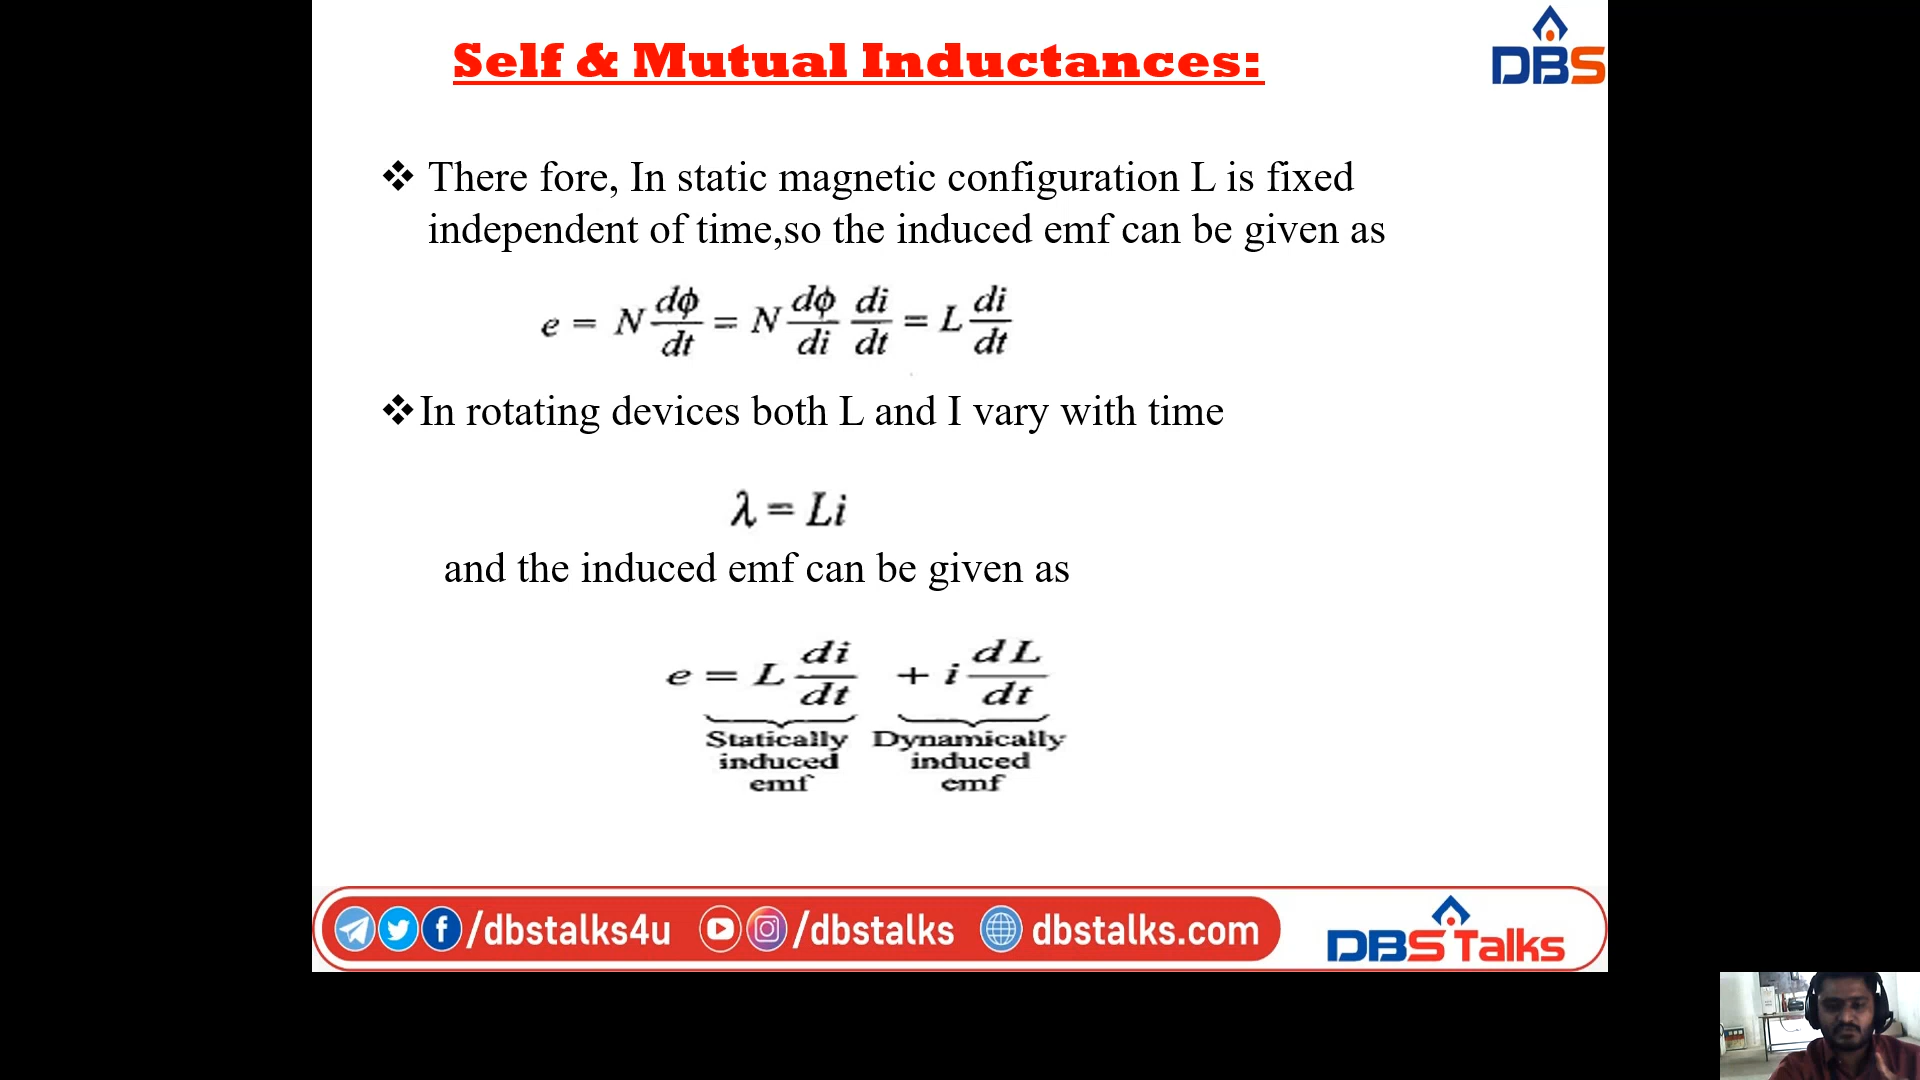 Self & Mutual Inductances:
DBS
❖ There fore, In static magnetic configuration L is fixed
independent of time,so the induced emf can be given as
e = N dϕ/dt = N dϕ/di di/dt = L di/dt
❖In rotating devices both L and I vary with time
λ = Li
and the induced emf can be given as
e = L di/dt + i dL/dt
Statically Dynamically
induced induced
emf emf
/dbstalks4u /dbstalks dbstalks.com
DBS Talks